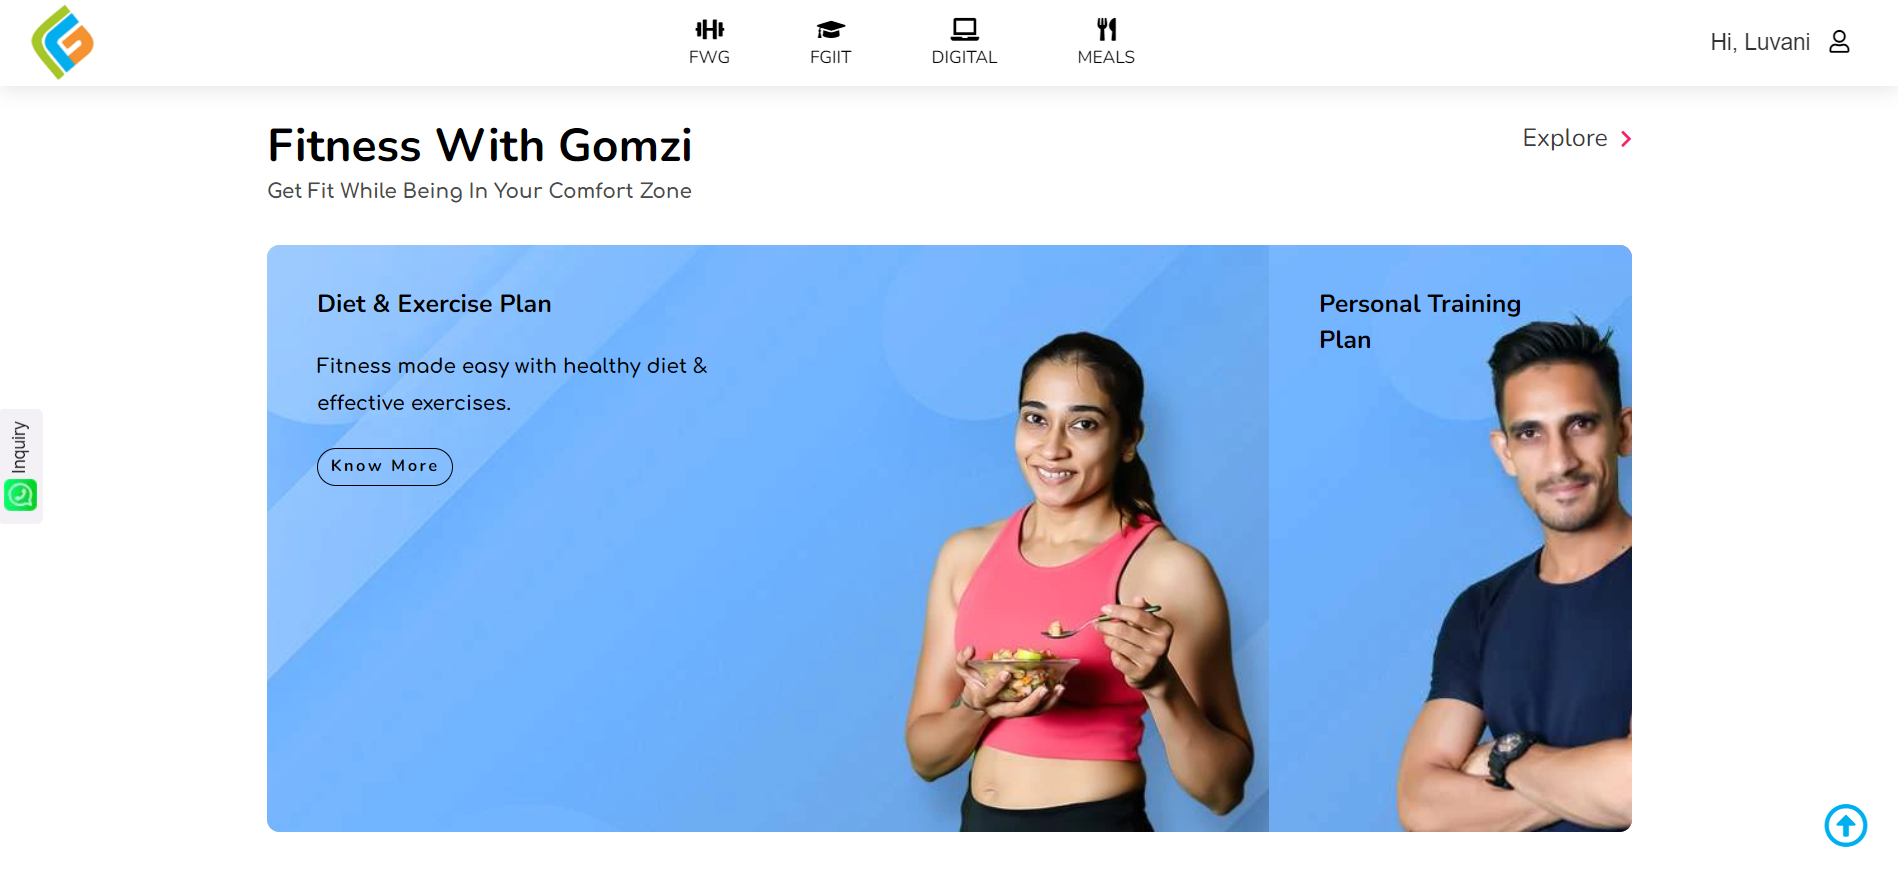 FWG
FGIIT
DIGITAL
MEALS
Hi, Luvani
Fitness With Gomzi
Explore
Get Fit While Being In Your Comfort Zone
Diet & Exercise Plan
Fitness made easy with healthy diet &
effective exercises.
Know More
Personal Training
Plan
Inquiry